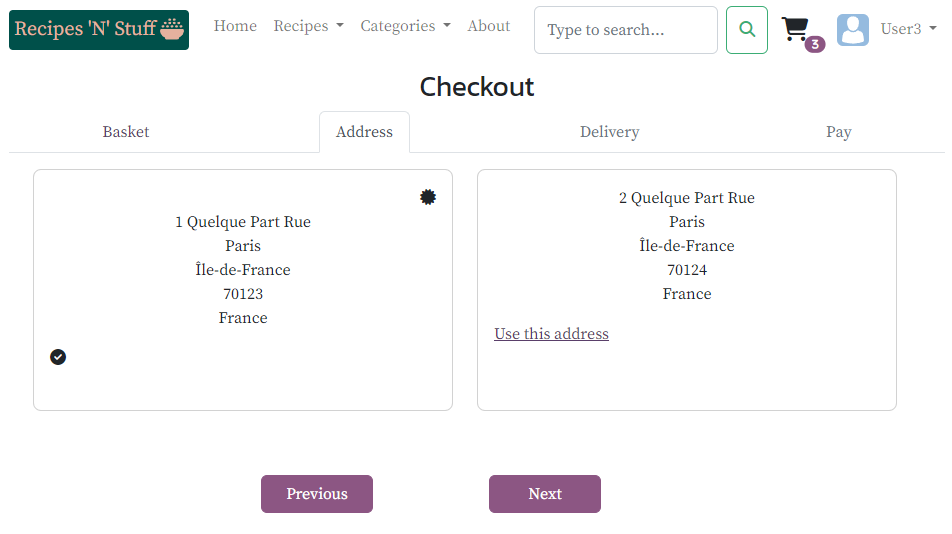 Recipes 'N' Stuff
Home
Recipes
Categories
About
Type to search...
3
User3
Checkout
Basket
Address
Delivery
Pay
1 Quelque Part Rue
Paris
Île-de-France
70123
France
2 Quelque Part Rue
Paris
Île-de-France
70124
France
Use this address
Previous
Next